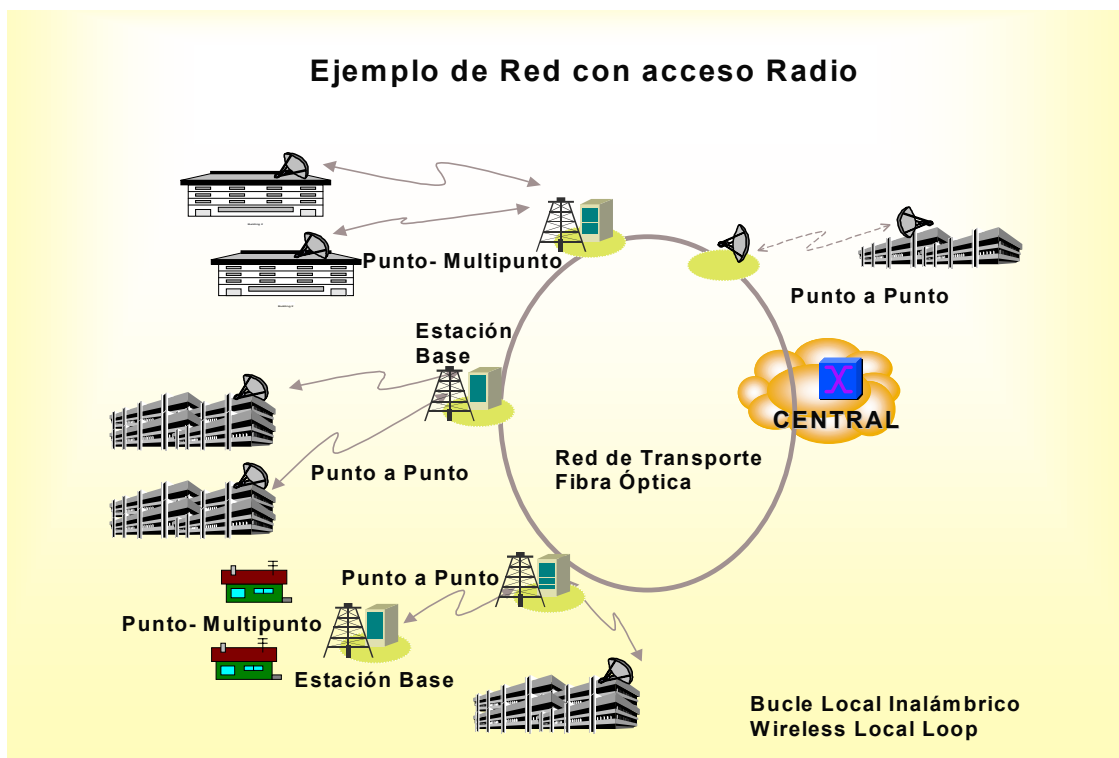 Ejemplo de Red con acceso Radio
Punto- Multipunto
Punto a Punto
Estación
Base
CENTRAL
Punto a Punto
Red de Transporte
Fibra Óptica
Punto a Punto
Punto- Multipunto
Estación Base
Bucle Local Inalámbrico
Wireless Local Loop